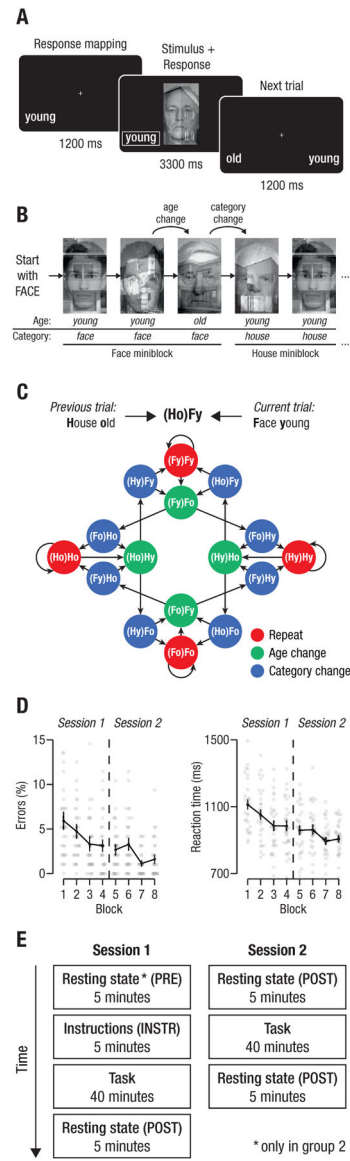 A
Response mapping
Stimulus +
Response
Next trial
+
young
young
+
old young
1200 ms
3300 ms
1200 ms
B
age
change
category
change
Start
with
FACE
...
Age: young young old young young
Category: face face face house house ...
Face miniblock House miniblock
C
Previous trial:
House old
(Ho)Fy
Current trial:
Face young
(Fy)Fy
(Hy)Fy (Ho)Fy
(Fy)Fo
(Fo)Ho (Fo)Hy
(Ho)Ho (Ho)Hy (Hy)Ho (Hy)Hy
(Fy)Ho (Fy)Hy
(Fo)Fy
(Hy)Fo (Ho)Fo
(Fo)Fo
Repeat
Age change
Category change
D
Session 1 Session 2
15
10
5
0
Errors (%)
1 2 3 4 5 6 7 8
Block
Session 1 Session 2
1500
1100
700
Reaction time (ms)
1 2 3 4 5 6 7 8
Block
E
Session 1
Session 2
Time
Resting state* (PRE)
5 minutes
Instructions (INSTR)
5 minutes
Task
40 minutes
Resting state (POST)
5 minutes
Resting state (POST)
5 minutes
Task
40 minutes
Resting state (POST)
5 minutes
* only in group 2